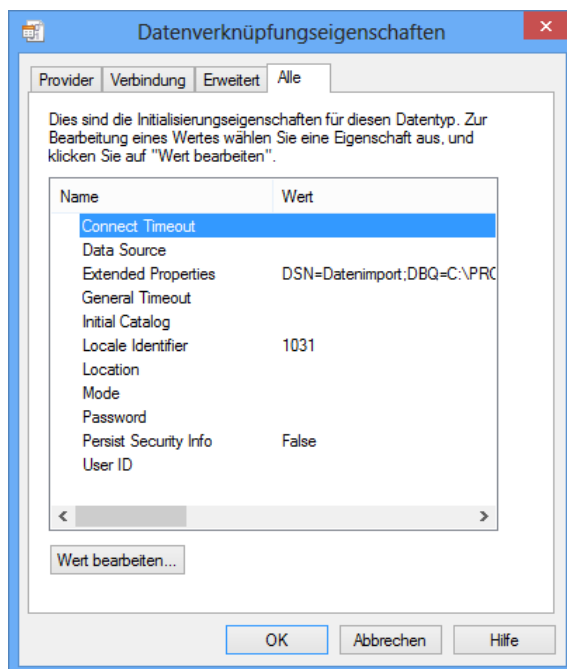 Datenverknüpfungseigenschaften
Provider Verbindung Erweitert Alle
Dies sind die Initialisierungseigenschaften für diesen Datentyp. Zur
Bearbeitung eines Wertes wählen Sie eine Eigenschaft aus, und
klicken Sie auf "Wert bearbeiten".
Name Wert
Connect Timeout
Data Source
Extended Properties DSN=Datenimport;DBQ=C:\PRO
General Timeout
Initial Catalog
Locale Identifier 1031
Location
Mode
Password
Persist Security Info False
User ID
Wert bearbeiten...
OK Abbrechen Hilfe